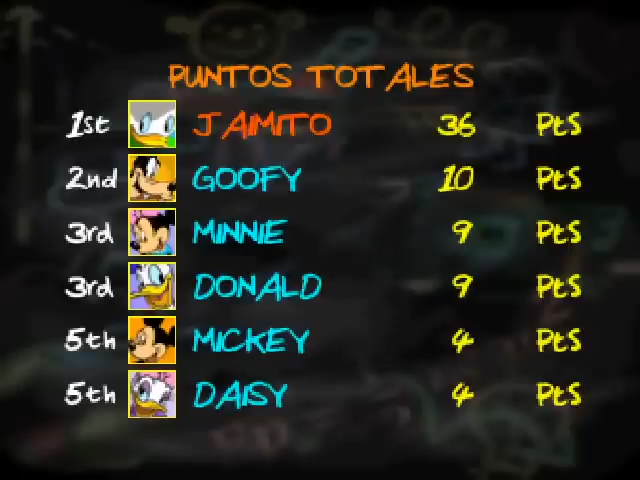 PUNTOS TOTALES
1st JAIMITO 36 PtS
2nd GOOFY 10 PtS
3rd MINNIE 9 PtS
3rd DONALD 9 PtS
5th MICKEY 4 PtS
5th DAISY 4 PtS